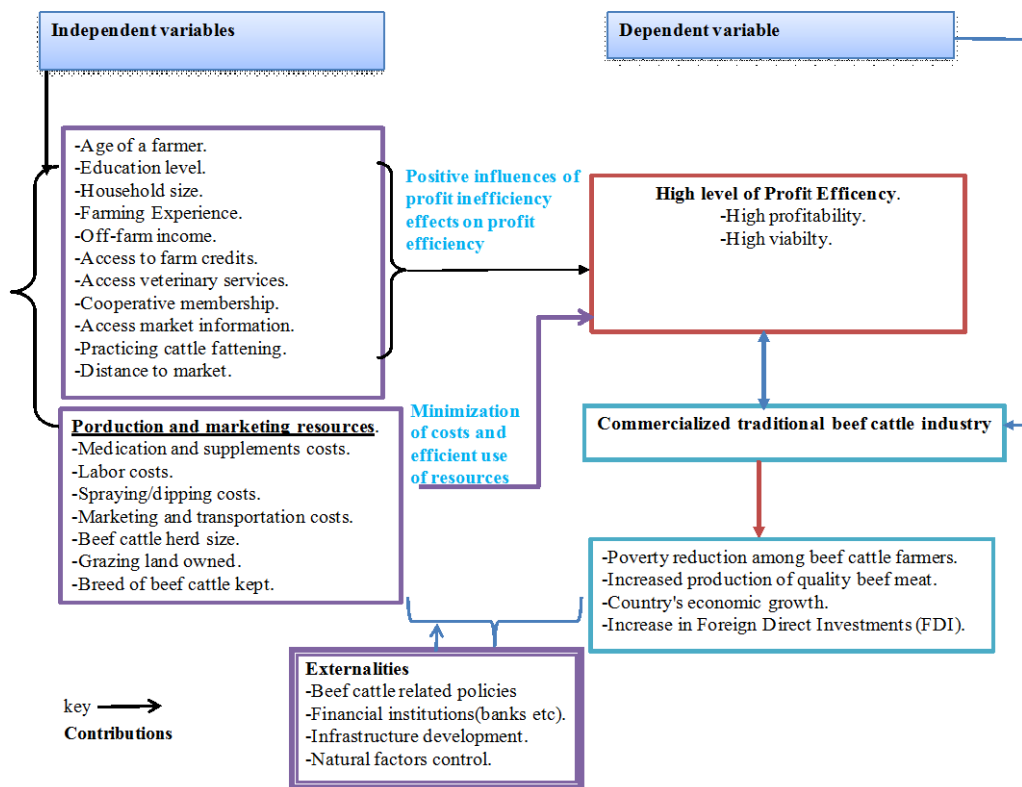 Independent variables
Dependent variable
-Age of a farmer.
-Education level.
-Household size.
-Farming Experience.
-Off-farm income.
-Access to farm credits.
-Access veterinary services.
-Cooperative membership.
-Access market information.
-Practicing cattle fattening.
-Distance to market.
Positive influences of
profit inefficiency
effects on profit
efficiency
High level of Profit Efficency.
-High profitability.
-High viabilty.
Porduction and marketing resources.
-Medication and supplements costs.
-Labor costs.
-Spraying/dipping costs.
-Marketing and transportation costs.
-Beef cattle herd size.
-Grazing land owned.
-Breed of beef cattle kept.
Minimization
of costs and
efficient use
of resources
Commercialized traditional beef cattle industry
-Poverty reduction among beef cattle farmers.
-Increased production of quality beef meat.
-Country's economic growth.
-Increase in Foreign Direct Investments (FDI).
Externalities
-Beef cattle related policies
-Financial institutions(banks etc).
-Infrastructure development.
-Natural factors control.
key
Contributions